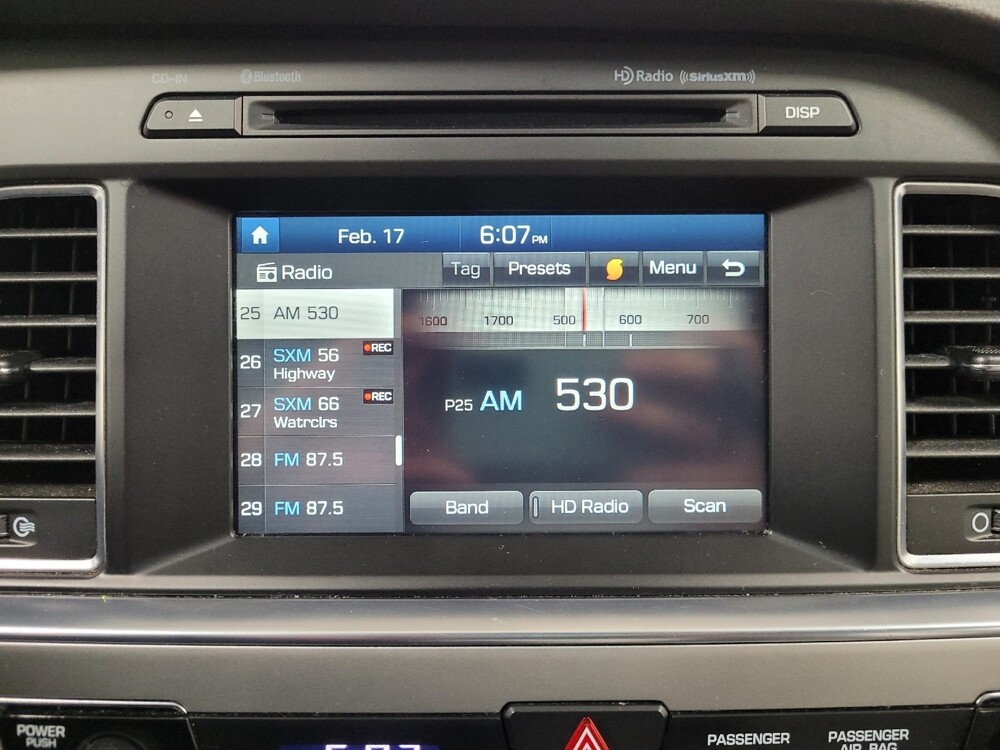 CD-IN Bluetooth HD Radio ((SiriusXM))
DISP
Feb. 17 6:07 PM
Radio Tag Presets Menu
25 AM 530
26 SXM 56 REC
Highway
27 SXM 66 REC
Watrclrs
28 FM 87.5
29 FM 87.5
1600 1700 500 600 700
P25 AM 530
Band HD Radio Scan
POWER
PUSH
PASSENGER
PASSENGER
AIR BAG